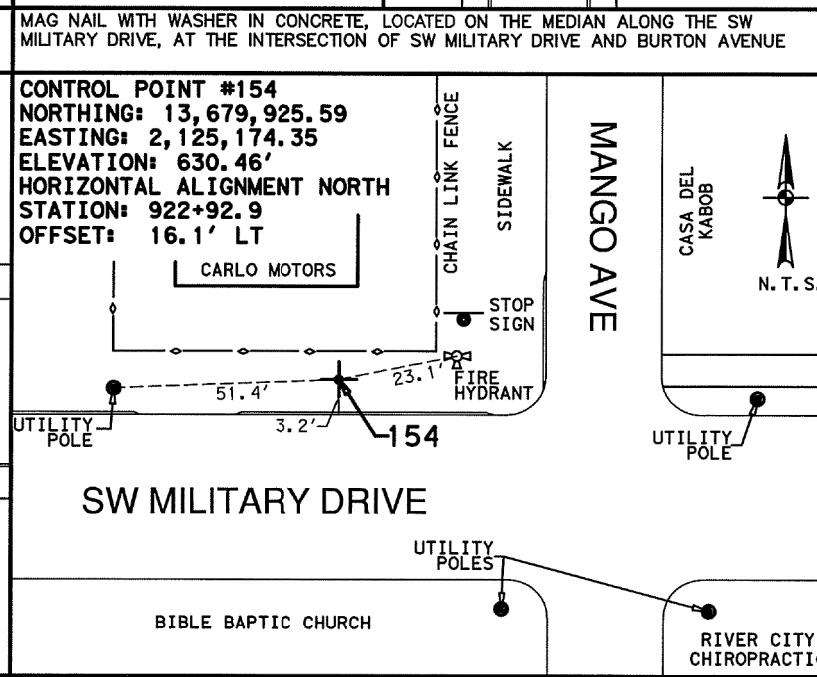 MAG NAIL WITH WASHER IN CONCRETE, LOCATED ON THE MEDIAN ALONG THE SW
MILITARY DRIVE, AT THE INTERSECTION OF SW MILITARY DRIVE AND BURTON AVENUE
CONTROL POINT #154
NORTHING: 13,679,925.59
EASTING: 2,125,174.35
ELEVATION: 630.46'
HORIZONTAL ALIGNMENT NORTH
STATION: 922+92.9
OFFSET: 16.1' LT
CARLO MOTORS
CHAIN LINK FENCE
SIDEWALK
MANGO AVE
CASA DEL
KABOB
N.T.S.
STOP
SIGN
FIRE
HYDRANT
51.4'
23.1'
3.2'
154
UTILITY
POLE
UTILITY
POLE
SW MILITARY DRIVE
UTILITY
POLES
BIBLE BAPTIC CHURCH
RIVER CITY
CHIROPRACTI